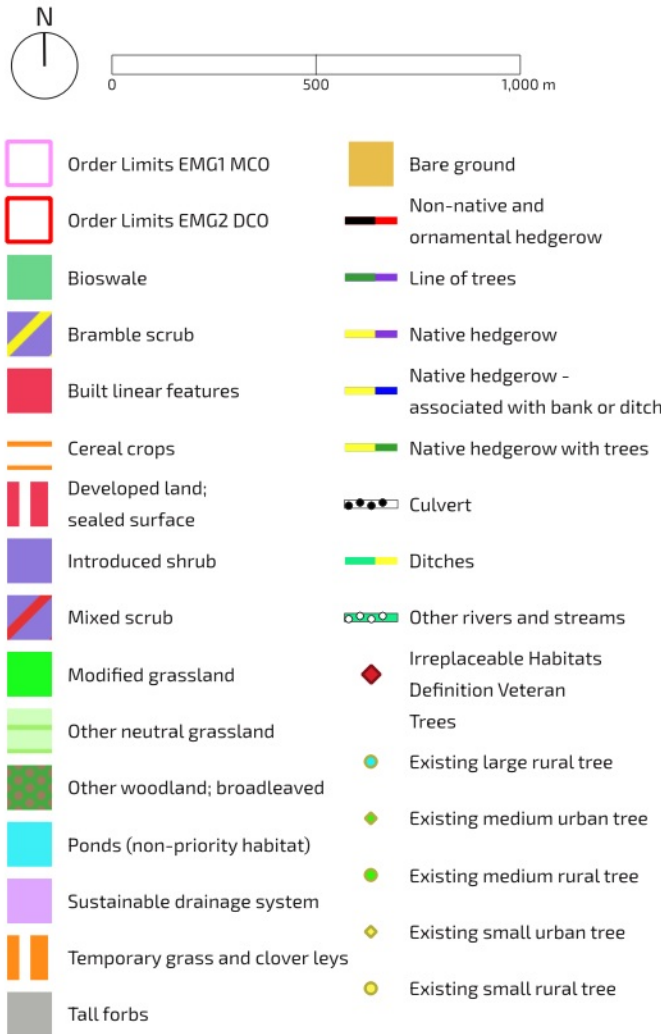 N
0 500 1,000 m
Order Limits EMG1 MCO
Order Limits EMG2 DCO
Bioswale
Bramble scrub
Built linear features
Cereal crops
Developed land;
sealed surface
Introduced shrub
Mixed scrub
Modified grassland
Other neutral grassland
Other woodland; broadleaved
Ponds (non-priority habitat)
Sustainable drainage system
Temporary grass and clover leys
Tall forbs
Bare ground
Non-native and
ornamental hedgerow
Line of trees
Native hedgerow
Native hedgerow -
associated with bank or ditch
Native hedgerow with trees
Culvert
Ditches
Other rivers and streams
Irreplaceable Habitats
Definition Veteran
Trees
Existing large rural tree
Existing medium urban tree
Existing medium rural tree
Existing small urban tree
Existing small rural tree